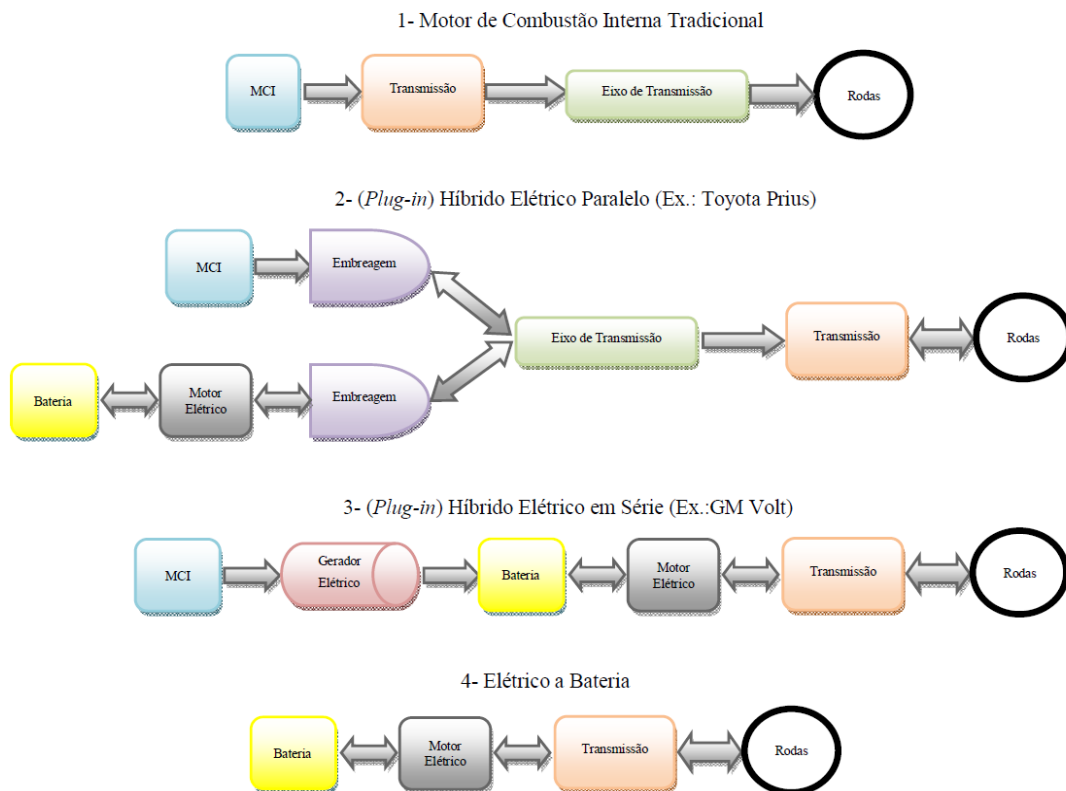 1- Motor de Combustão Interna Tradicional
MCI
Transmissão
Eixo de Transmissão
Rodas
2- (Plug-in) Híbrido Elétrico Paralelo (Ex.: Toyota Prius)
MCI
Embreagem
Eixo de Transmissão
Transmissão
Rodas
Bateria
Motor
Elétrico
Embreagem
3- (Plug-in) Híbrido Elétrico em Série (Ex.:GM Volt)
MCI
Gerador
Elétrico
Bateria
Motor
Elétrico
Transmissão
Rodas
4- Elétrico a Bateria
Bateria
Motor
Elétrico
Transmissão
Rodas